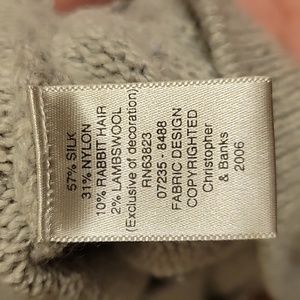 57% SILK
31% NYLON
10% RABBIT HAIR
2% LAMBSWOOL
(Exclusive of decoration)
RN63823
07235 - 8488
FABRIC DESIGN
COPYRIGHT
Christopher
& Banks
2006